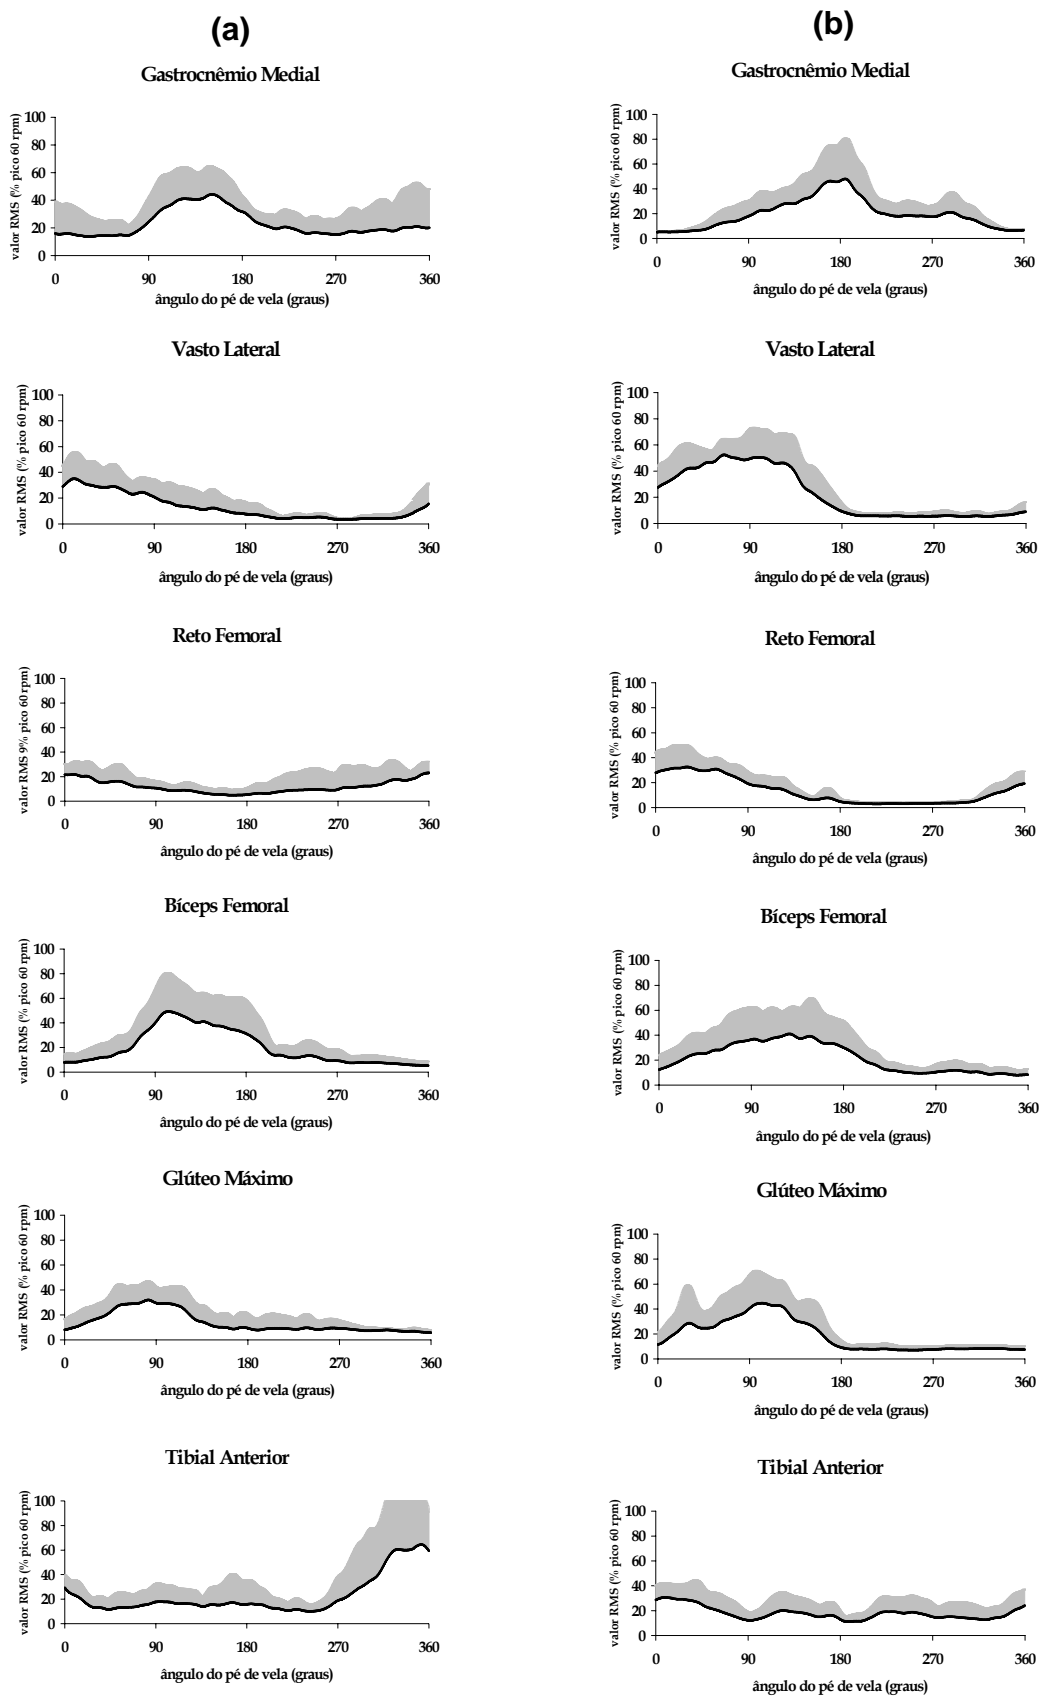 (a)
Gastrocnêmio Medial
valor RMS (% pico 60 rpm)
100
80
60
40
20
0
0 90 180 270 360
ângulo do pé de vela (graus)
Vasto Lateral
valor RMS (% pico 60 rpm)
100
80
60
40
20
0
0 90 180 270 360
ângulo do pé de vela (graus)
Reto Femoral
valor RMS 9% pico 60 rpm)
100
80
60
40
20
0
0 90 180 270 360
ângulo do pé de vela (graus)
Bíceps Femoral
valor RMS (% pico 60 rpm)
100
80
60
40
20
0
0 90 180 270 360
ângulo do pé de vela (graus)
Glúteo Máximo
valor RMS (% pico 60 rpm)
100
80
60
40
20
0
0 90 180 270 360
ângulo do pé de vela (graus)
Tibial Anterior
valor RMS (% pico 60 rpm)
100
80
60
40
20
0
0 90 180 270 360
ângulo do pé de vela (graus)
(b)
Gastrocnêmio Medial
valor RMS (% pico 60 rpm)
100
80
60
40
20
0
0 90 180 270 360
ângulo do pé de vela (graus)
Vasto Lateral
valor RMS (% pico 60 rpm)
100
80
60
40
20
0
0 90 180 270 360
ângulo do pé de vela (graus)
Reto Femoral
valor RMS (% pico 60 rpm)
100
80
60
40
20
0
0 90 180 270 360
ângulo do pé de vela (graus)
Bíceps Femoral
valor RMS (% pico 60 rpm)
100
80
60
40
20
0
0 90 180 270 360
ângulo do pé de vela (graus)
Glúteo Máximo
valor RMS (% pico 60 rpm)
100
80
60
40
20
0
0 90 180 270 360
ângulo do pé de vela (graus)
Tibial Anterior
valor RMS (% pico 60 rpm)
100
80
60
40
20
0
0 90 180 270 360
ângulo do pé de vela (graus)